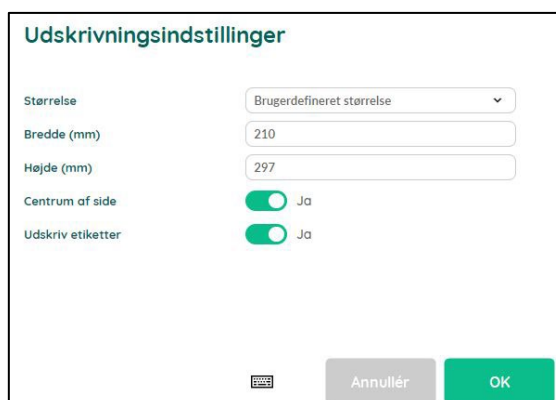 Udskrivningsindstillinger
Størrelse Brugerdefineret størrelse
Bredde (mm) 210
Højde (mm) 297
Centrum af side Ja
Udskriv etiketter Ja
Annullér OK